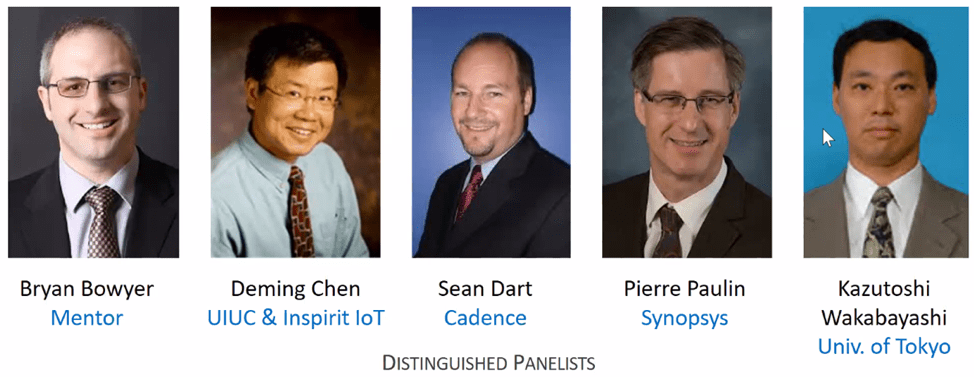 Bryan Bowyer
Mentor
Deming Chen
UIUC & Inspirit IoT
Sean Dart
Cadence
Pierre Paulin
Synopsys
Kazutoshi
Wakabayashi
Univ. of Tokyo
DISTINGUISHED PANELISTS